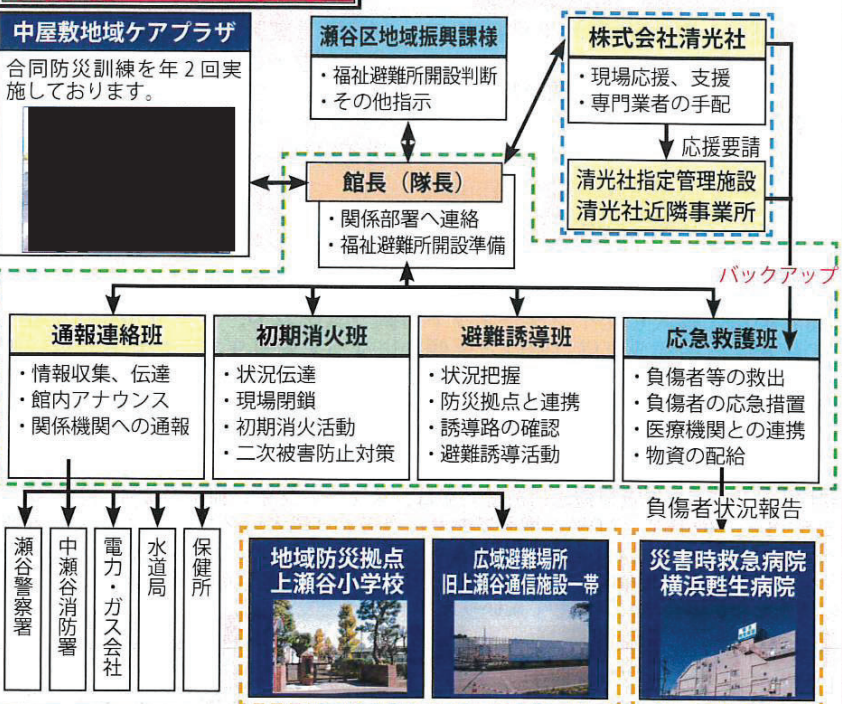 中屋敷地域ケアプラザ
合同防災訓練を年2回実
施しております。
瀬谷区地域振興課様
・福祉避難所開設判断
・その他指示
株式会社清光社
・現場応援、支援
・専門業者の手配
応援要請
清光社指定管理施設
清光社近隣事業所
館長（隊長）
・関係部署へ連絡
・福祉避難所開設準備
バックアップ
通報連絡班
・情報収集、伝達
・館内アナウンス
・関係機関への通報
初期消火班
・状況伝達
・現場閉鎖
・初期消火活動
・二次被害防止対策
避難誘導班
・状況把握
・防災拠点と連携
・誘導路の確認
・避難誘導活動
応急救護班
・負傷者等の救出
・負傷者の応急措置
・医療機関との連携
・物資の配給
負傷者状況報告
瀬谷警察署
中瀬谷消防署
電力・ガス会社
水道局
保健所
地域防災拠点
上瀬谷小学校
広域避難場所
旧上瀬谷通信施設一帯
災害時救急病院
横浜甦生病院